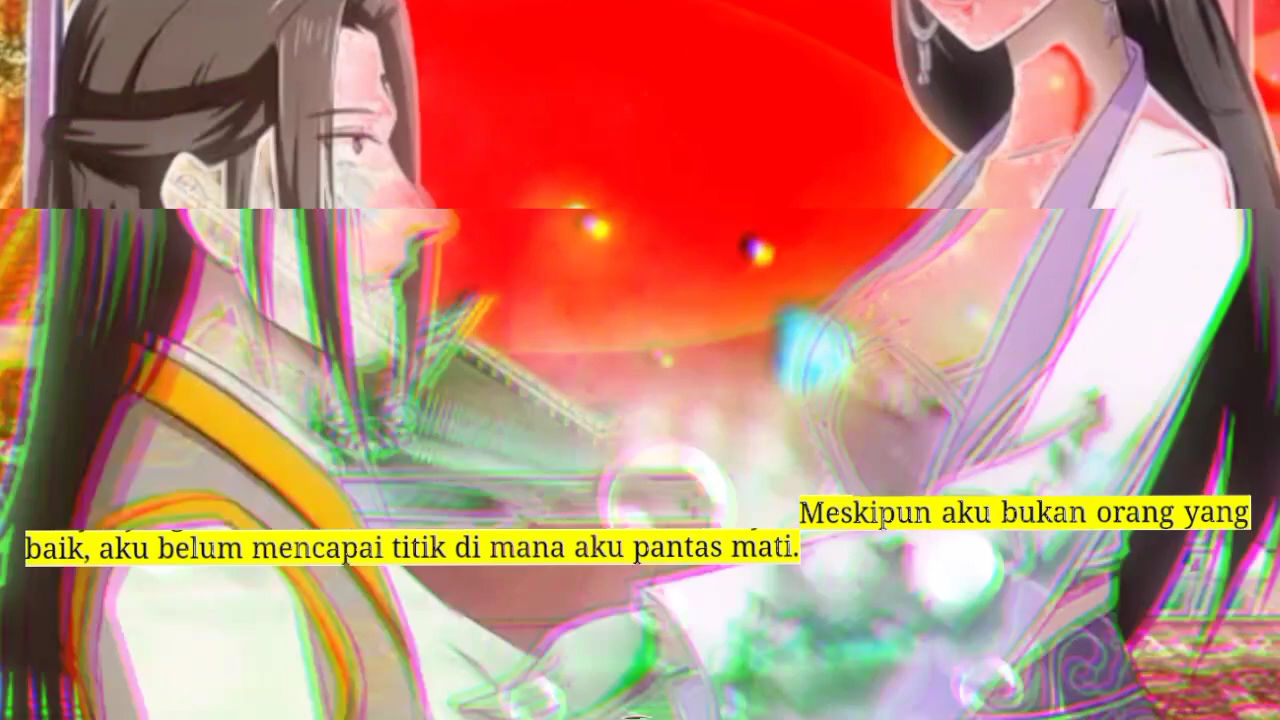 Meskipun aku bukan orang yang
baik, aku belum mencapai titik di mana aku pantas mati.